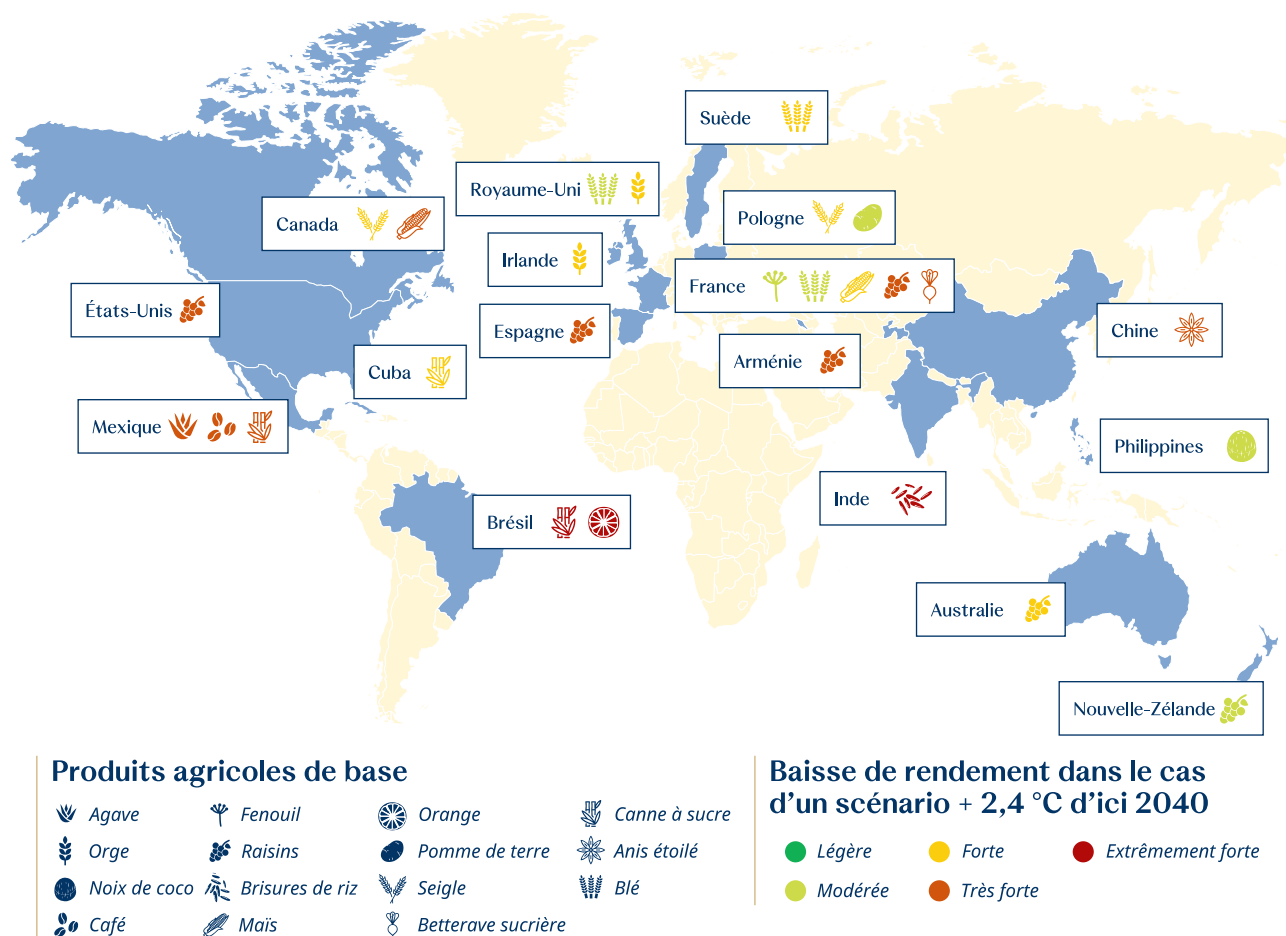 Suède
Royaume-Uni
Canada
Pologne
Irlande
France
États-Unis
Espagne
Chine
Arménie
Cuba
Mexique
Philippines
Inde
Brésil
Australie
Nouvelle-Zélande
Produits agricoles de base
Agave
Fenouil
Orange
Canne à sucre
Orge
Raisins
Pomme de terre
Anis étoilé
Noix de coco
Brisures de riz
Seigle
Blé
Café
Maïs
Betterave sucrière
Baisse de rendement dans le cas
d'un scénario + 2,4 °C d'ici 2040
Légère
Forte
Extrêmement forte
Modérée
Très forte